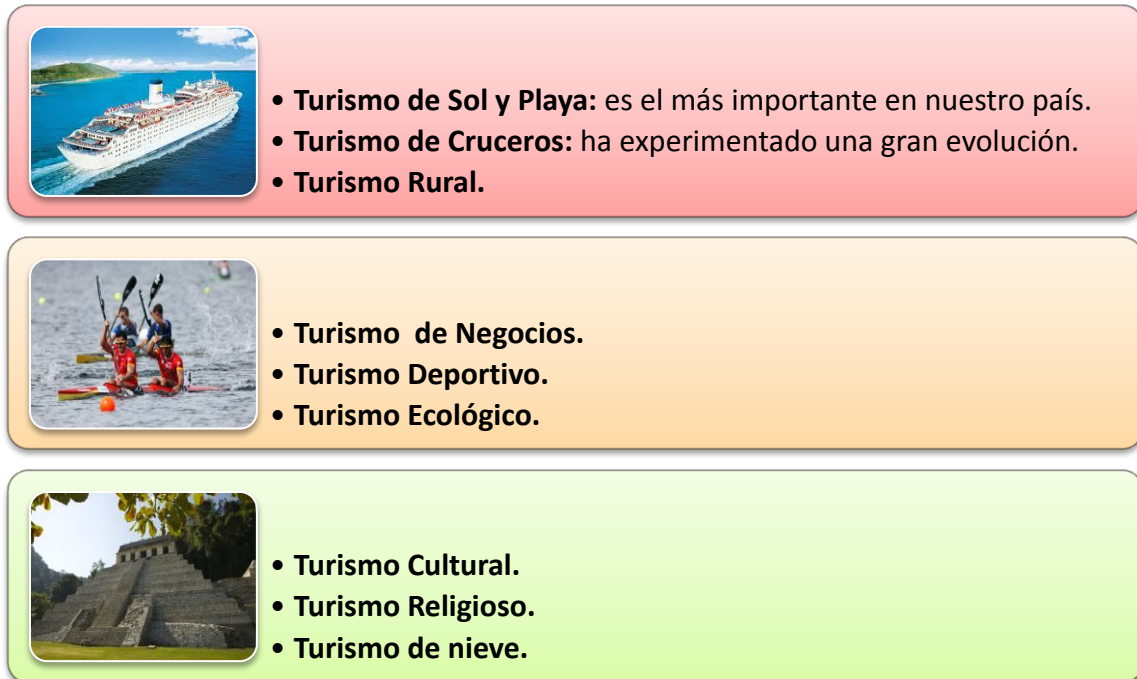 • Turismo de Sol y Playa: es el más importante en nuestro país.
• Turismo de Cruceros: ha experimentado una gran evolución.
• Turismo Rural.
• Turismo  de Negocios.
• Turismo Deportivo.
• Turismo Ecológico.
• Turismo Cultural.
• Turismo Religioso.
• Turismo de nieve.